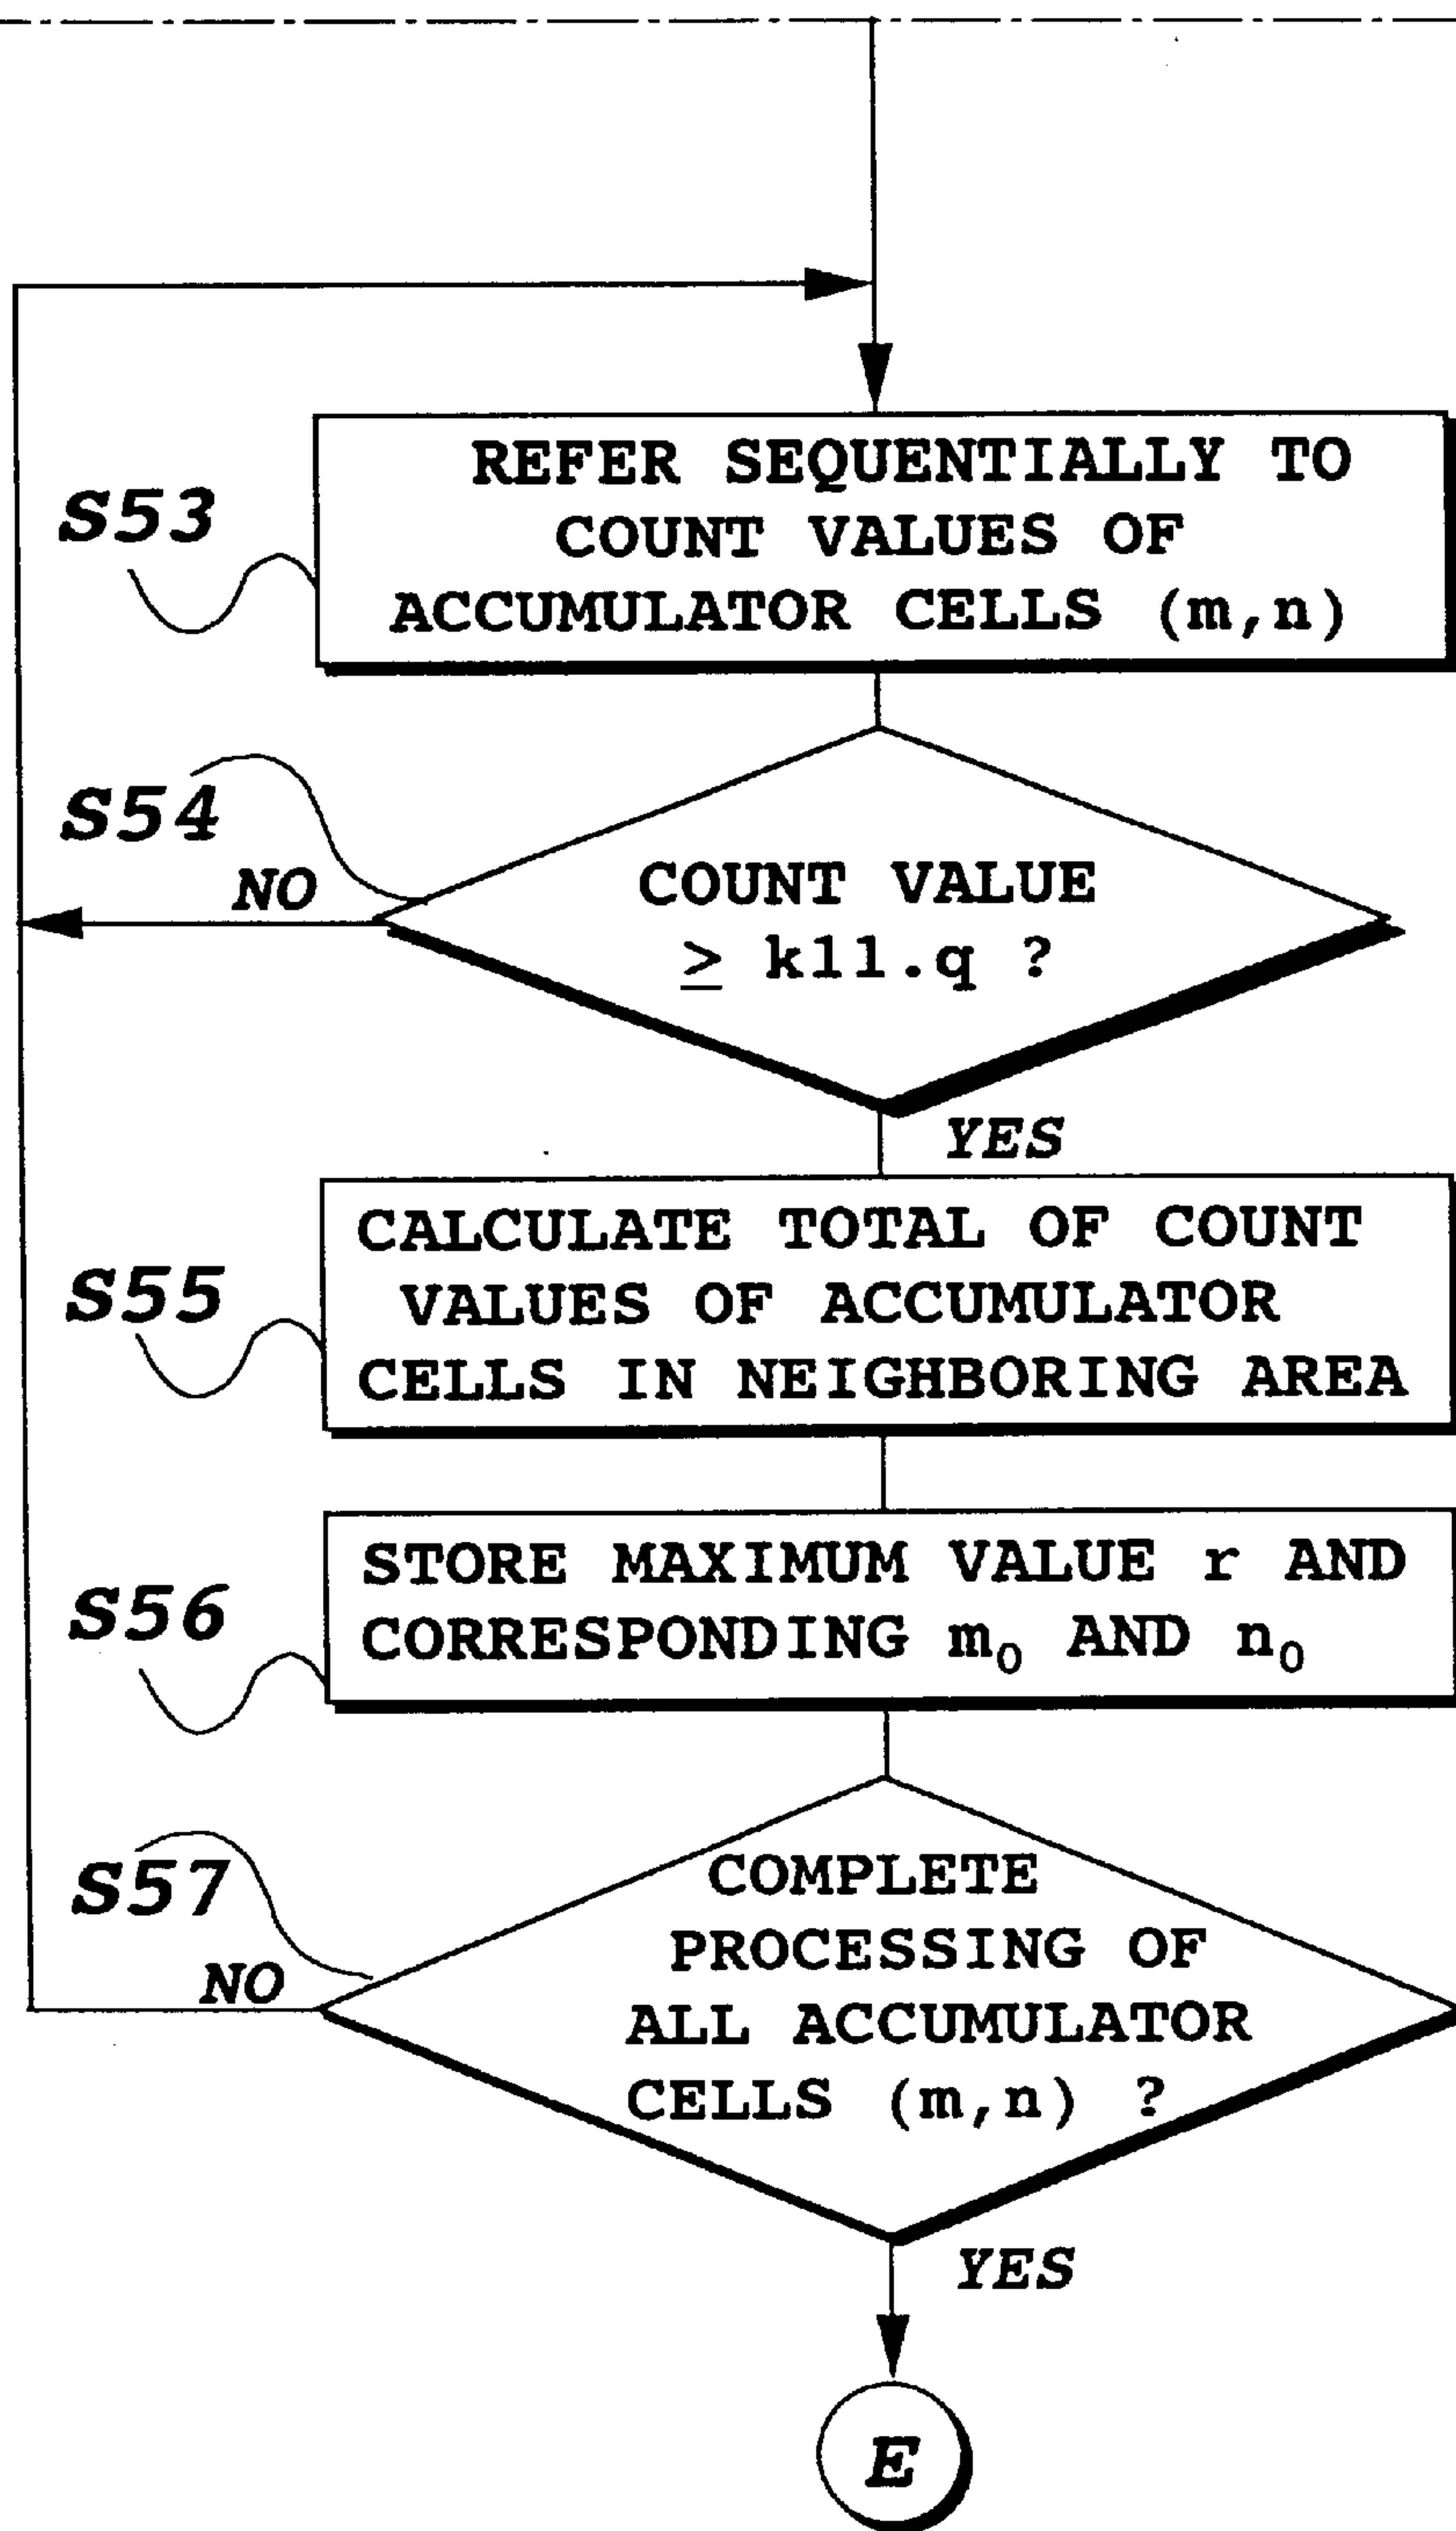 S53
REFER SEQUENTIALLY TO
COUNT VALUES OF
ACCUMULATOR CELLS (m,n)
S54
NO
COUNT VALUE
≥ k11.q ?
YES
S55
CALCULATE TOTAL OF COUNT
VALUES OF ACCUMULATOR
CELLS IN NEIGHBORING AREA
S56
STORE MAXIMUM VALUE r AND
CORRESPONDING m₀ AND n₀
S57
NO
COMPLETE
PROCESSING OF
ALL ACCUMULATOR
CELLS (m,n) ?
YES
E